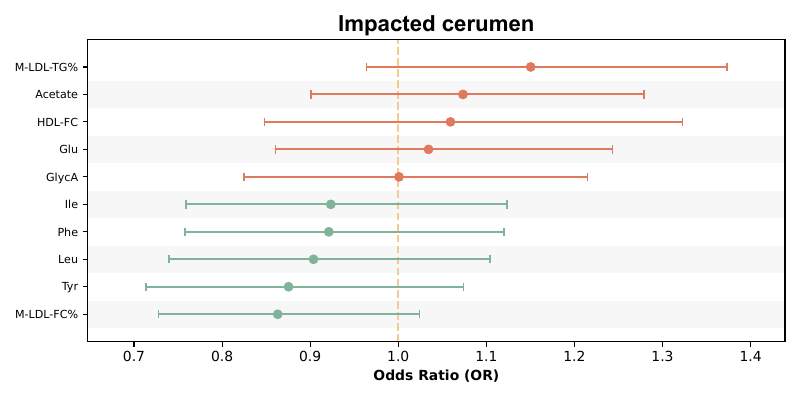 Impacted cerumen
M-LDL-TG%
Acetate
HDL-FC
Glu
GlycA
Ile
Phe
Leu
Tyr
M-LDL-FC%
0.7 0.8 0.9 1.0 1.1 1.2 1.3 1.4
Odds Ratio (OR)